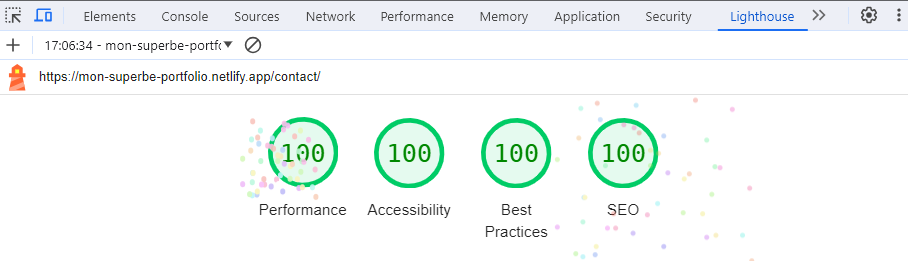 Elements Console Sources Network Performance Memory Application Security Lighthouse
17:06:34 - mon-superbe-portf
https://mon-superbe-portfolio.netlify.app/contact/
100 100 100 100
Performance Accessibility Best Practices SEO